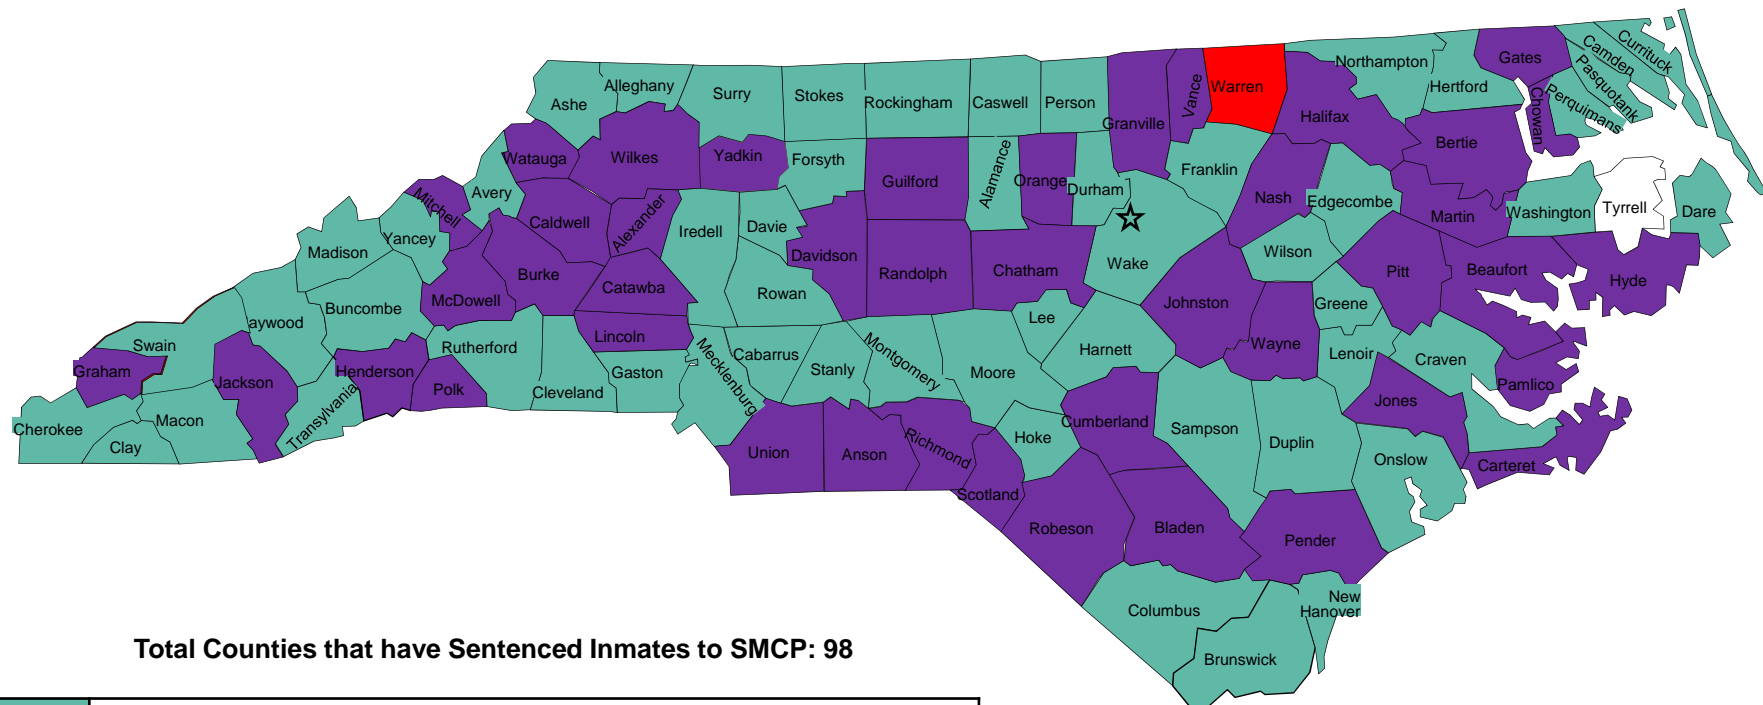 Currituck
Camden
Pasquotank
Perquimans
Gates
Chowan
Northampton
Hertford
Warren
Vance
Granville
Halifax
Bertie
Alleghany
Ashe
Surry
Stokes
Rockingham
Caswell
Person
Watauga
Wilkes
Yadkin
Forsyth
Guilford
Alamance
Orange
Durham
Franklin
Nash
Edgecombe
Martin
Washington
Tyrrell
Dare
Mitchell
Avery
Caldwell
Alexander
Iredell
Davie
Madison
Yancey
Wake
Wilson
Davidson
Randolph
Chatham
Pitt
Beaufort
Hyde
Burke
McDowell
Catawba
Rowan
Johnston
Greene
Buncombe
aywood
Swain
Lee
Lincoln
Rutherford
Mecklenburg
Cabarrus
Montgomery
Harnett
Wayne
Lenoir
Craven
Graham
Jackson
Henderson
Polk
Gaston
Stanly
Moore
Cleveland
Transylvania
Pamlico
Jones
Cherokee
Macon
Clay
Union
Anson
Richmond
Hoke
Cumberland
Sampson
Duplin
Onslow
Carteret
Scotland
Robeson
Bladen
Pender
Columbus
New
Hanover
Brunswick
Total Counties that have Sentenced Inmates to SMCP: 98